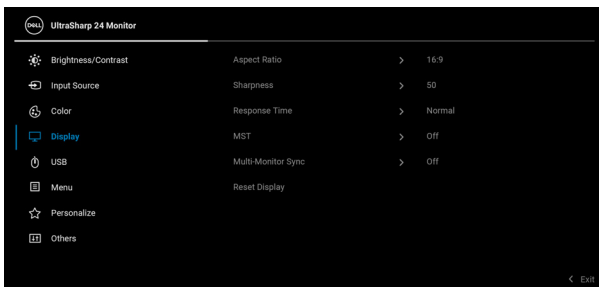 DELL UltraSharp 24 Monitor
Brightness/Contrast Aspect Ratio > 16:9
Input Source Sharpness > 50
Color Response Time > Normal
Display MST > Off
USB Multi-Monitor Sync > Off
Menu Reset Display
Personalize
Others
< Exit